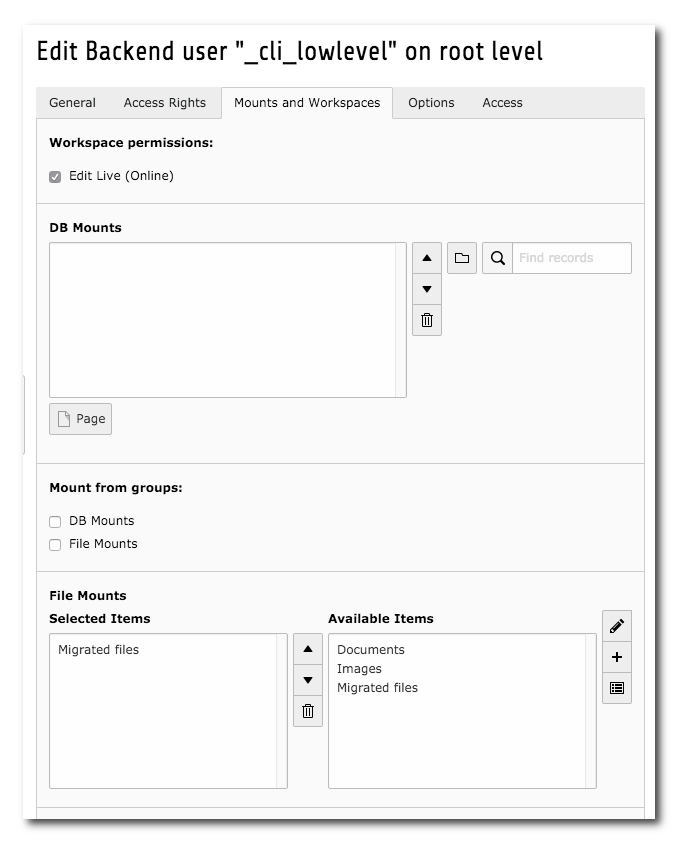 Edit Backend user "_cli_lowlevel" on root level
General Access Rights Mounts and Workspaces Options Access
Workspace permissions:
Edit Live (Online)
DB Mounts
Find records
Page
Mount from groups:
DB Mounts
File Mounts
File Mounts
Selected Items Available Items
Migrated files
Documents
Images
Migrated files